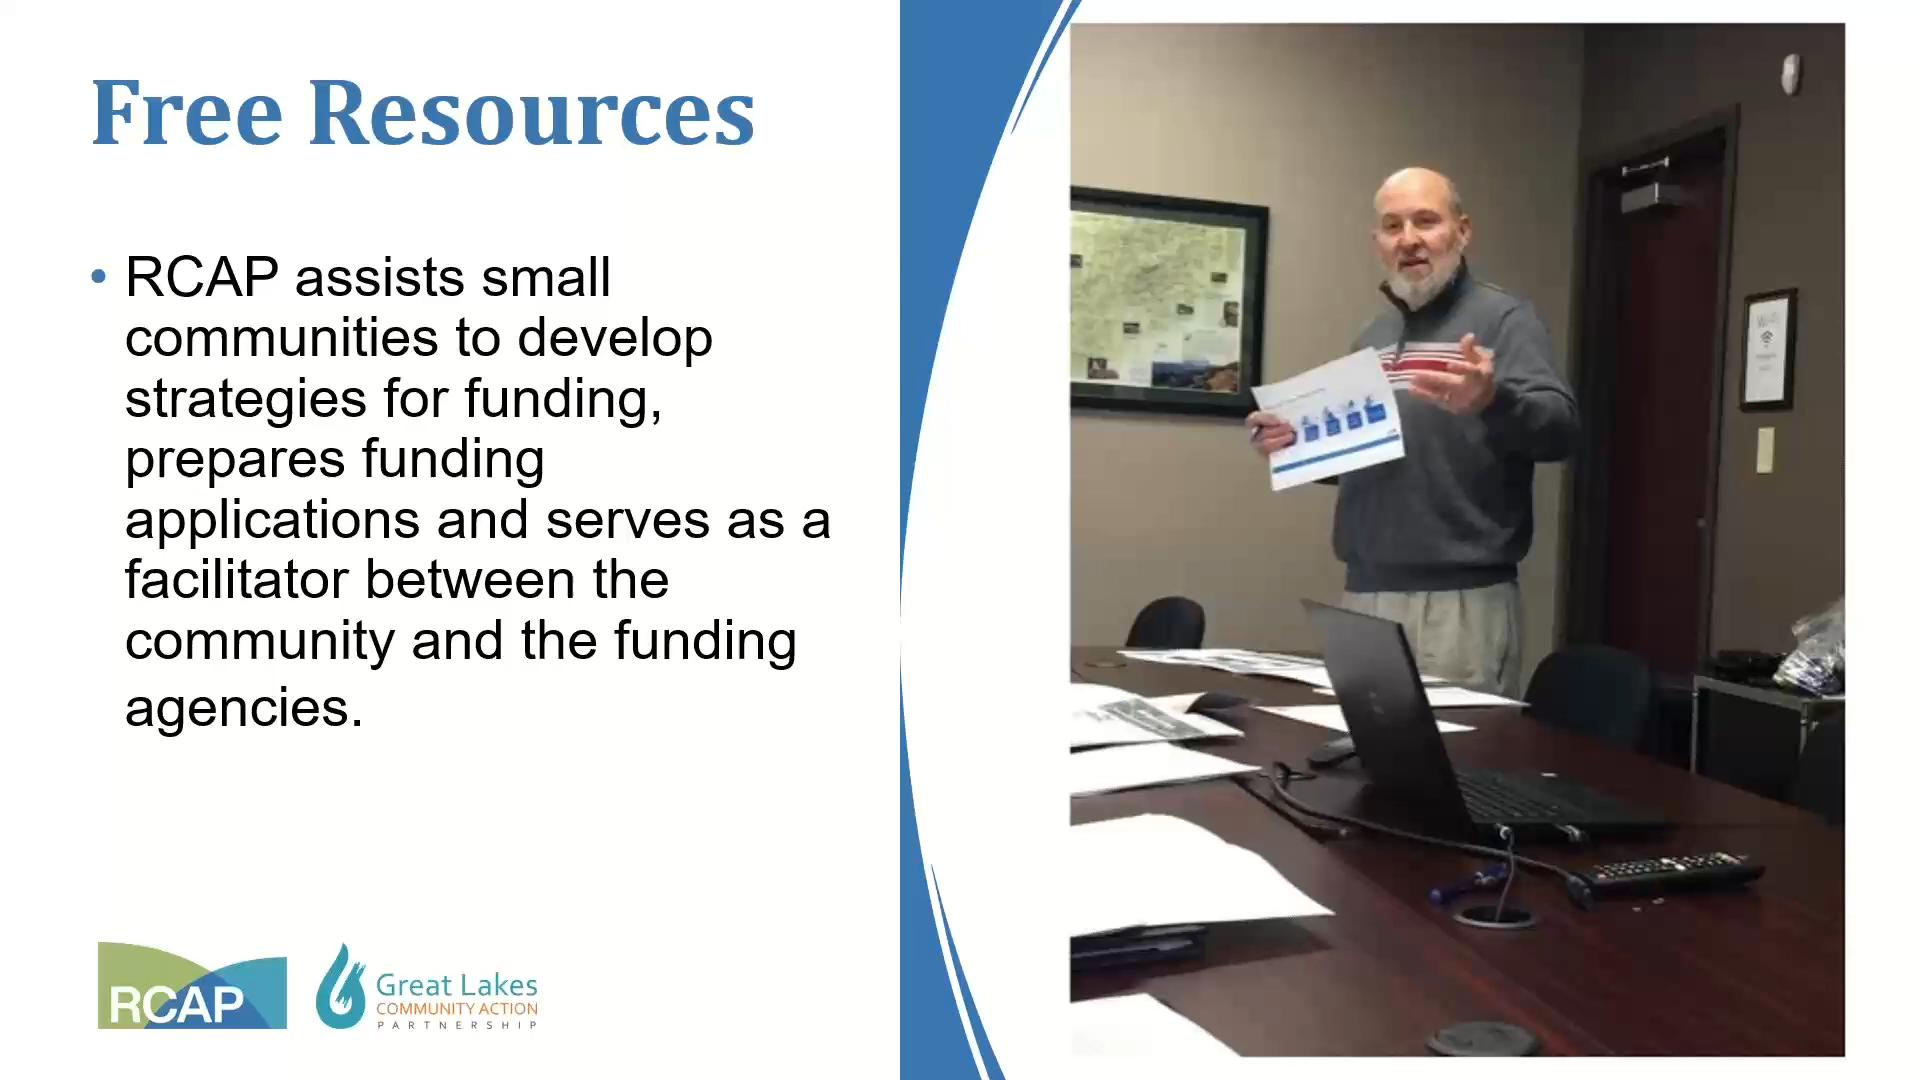 Free Resources
• RCAP assists small
communities to develop
strategies for funding,
prepares funding
applications and serves as a
facilitator between the
community and the funding
agencies.
RCAP
Great Lakes
COMMUNITY ACTION
PARTNERSHIP